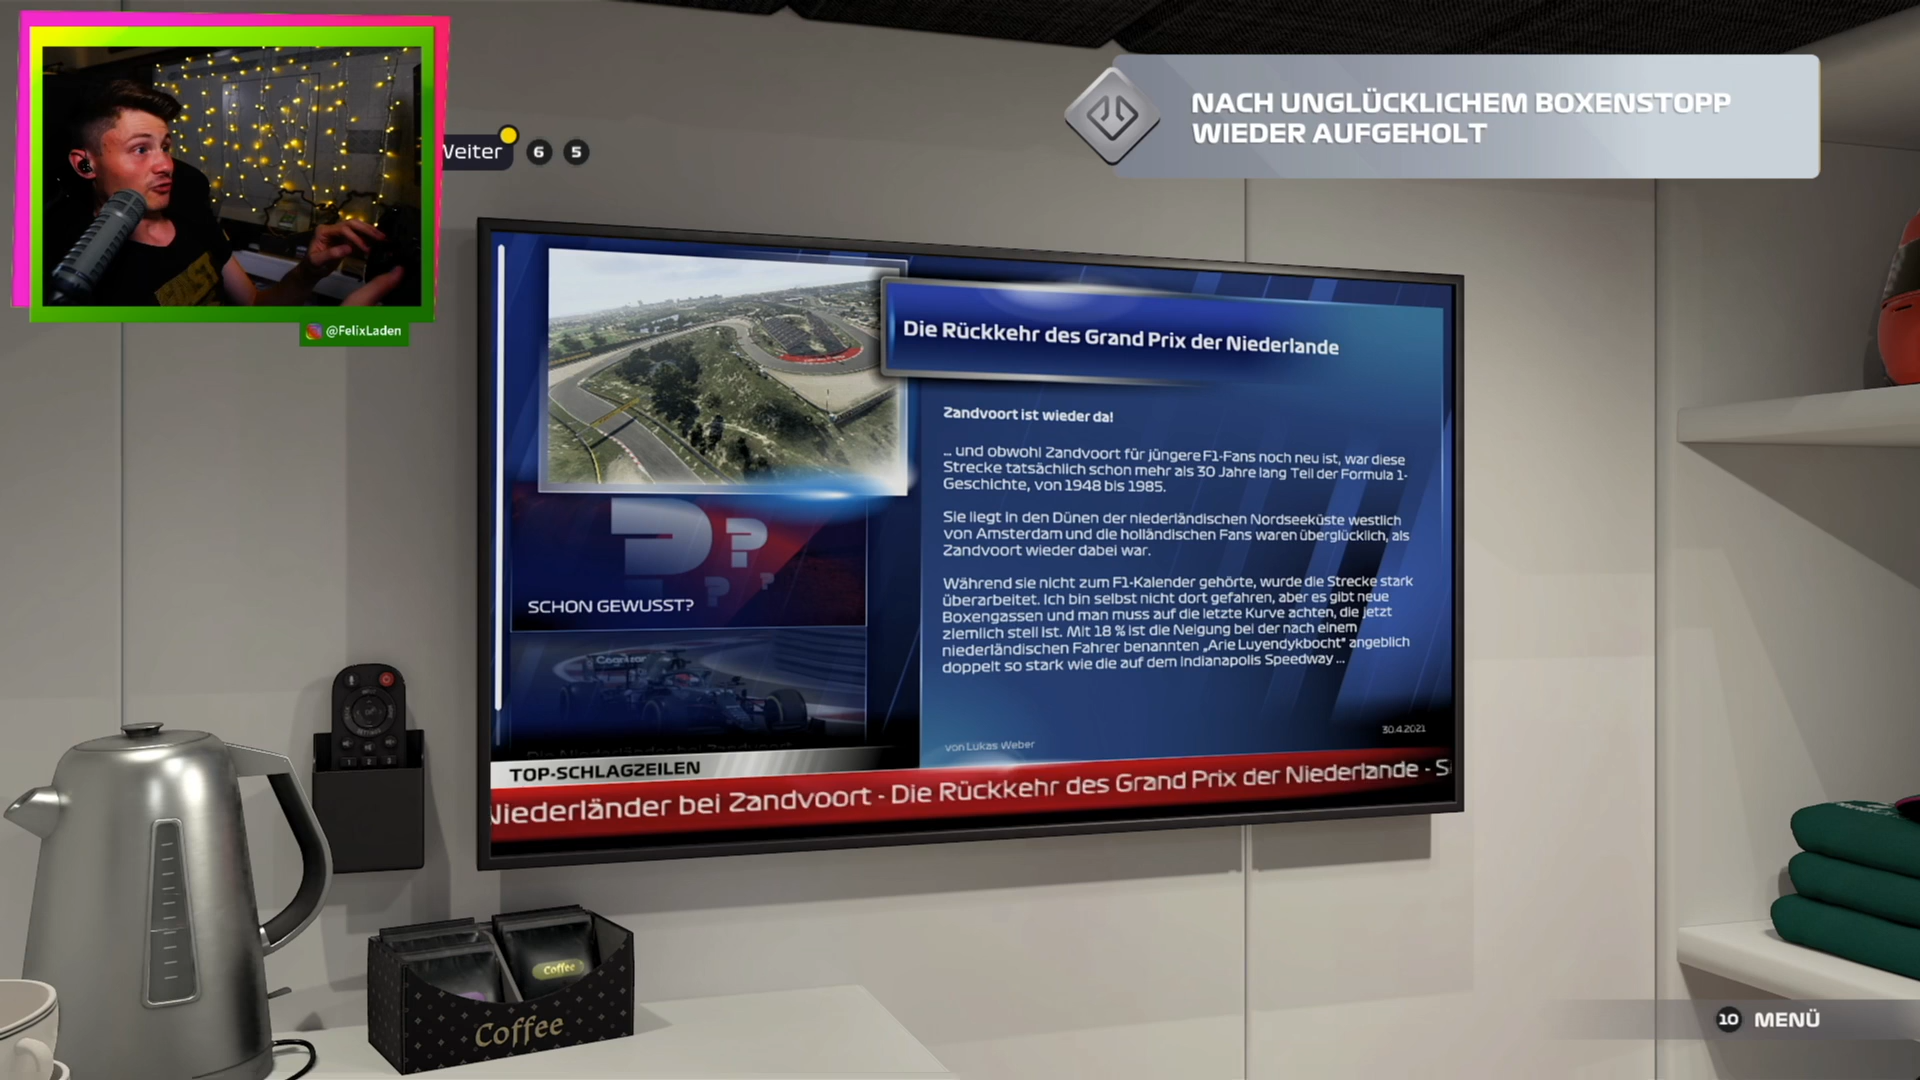 @FelixLaden
Weiter
6
5
NACH UNGLÜCKLICHEM BOXENSTOPP
WIEDER AUFGEHOLT
Die Rückkehr des Grand Prix der Niederlande
Zandvoort ist wieder da!
... und obwohl Zandvoort für jüngere F1-Fans noch neu ist, war diese
Strecke tatsächlich schon mehr als 30 Jahre lang Teil der Formula 1-
Geschichte, von 1948 bis 1985.
Sie liegt in den Dünen der niederländischen Nordseeküste westlich
von Amsterdam und die holländischen Fans waren überglücklich, als
Zandvoort wieder dabei war.
Während sie nicht zum F1-Kalender gehörte, wurde die Strecke stark
überarbeitet. Ich bin selbst nicht dort gefahren, aber es gibt neue
Boxengassen und man muss auf die letzte Kurve achten, die jetzt
ziemlich steil ist. Mit 18 % ist die Neigung bei der nach einem
niederländischen Fahrer benannten „Arie Luyendykbocht" angeblich
doppelt so stark wie die auf dem Indianapolis Speedway ...
von Lukas Weber
30.4.2021
SCHON GEWUSST?
Cognizant
Die Niederländer bei Zandvoort
TOP-SCHLAGZEILEN
Niederländer bei Zandvoort - Die Rückkehr des Grand Prix der Niederlande - S
Coffee
Coffee
10 MENÜ